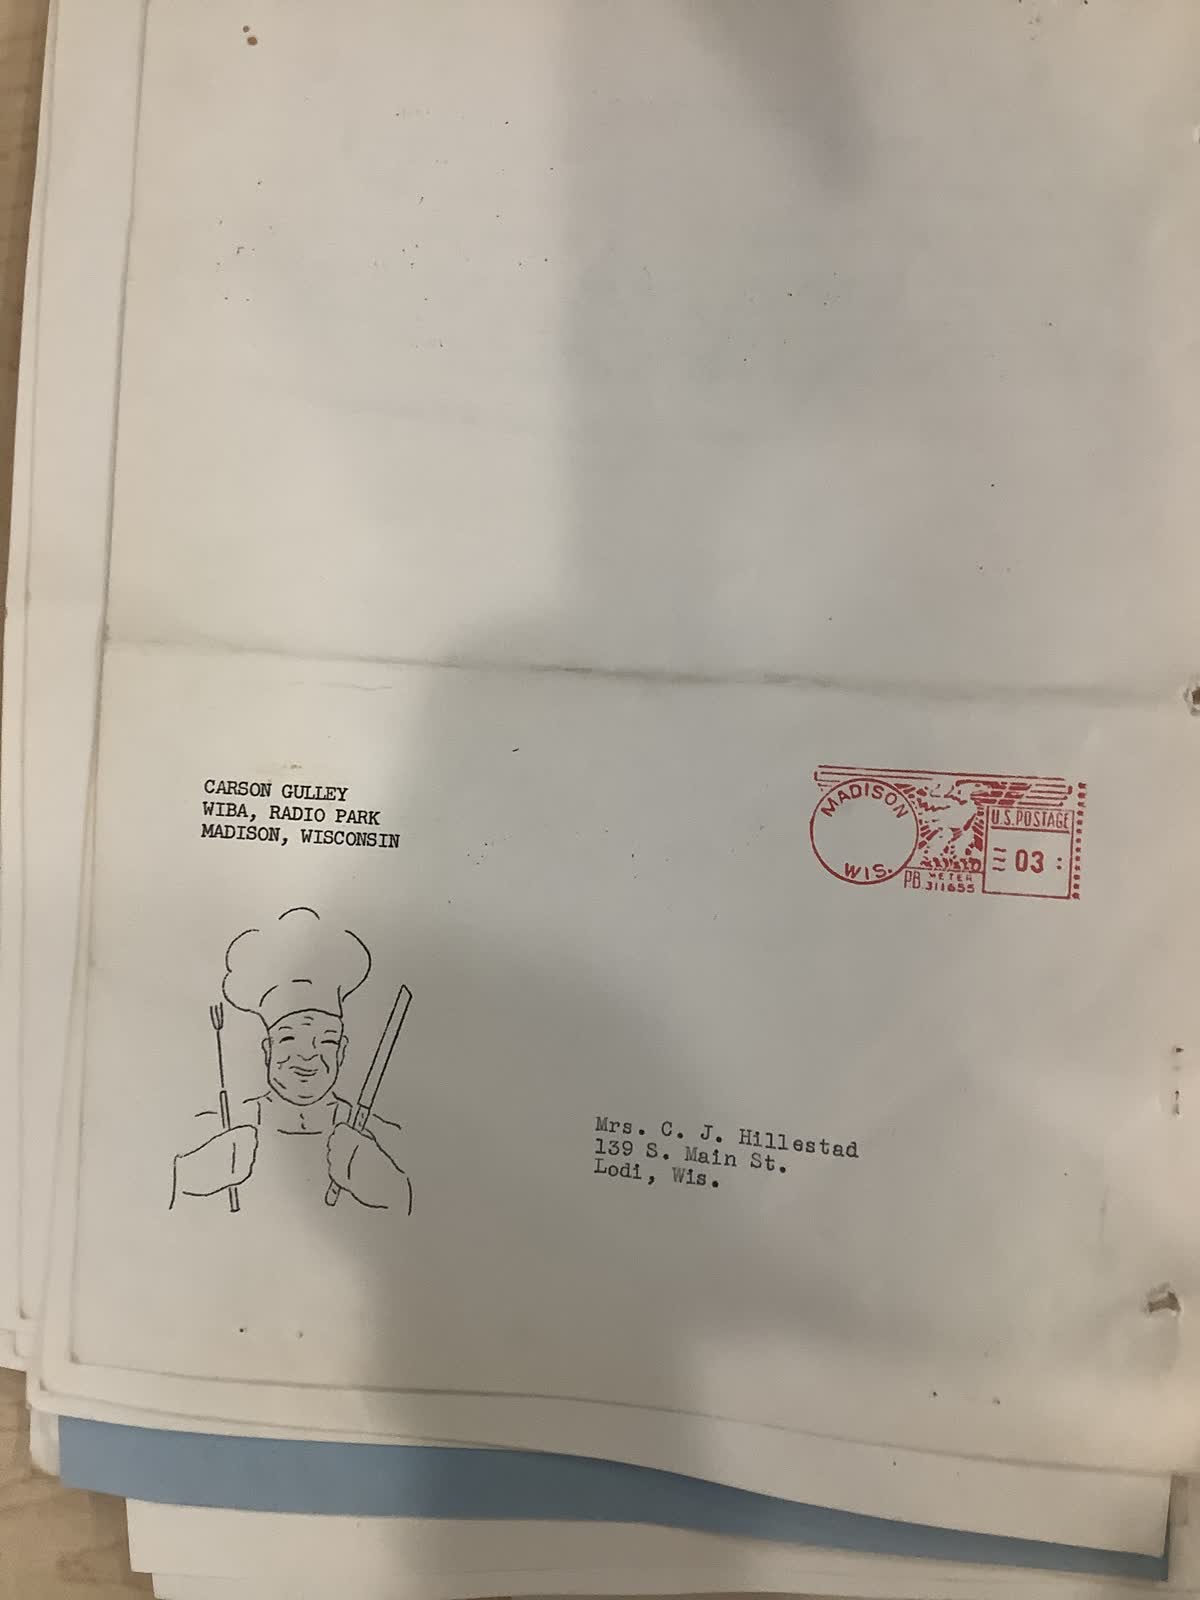 CARSON GULLEY
WIBA, RADIO PARK
MADISON, WISCONSIN
MADISON
WIS.
U.S. POSTAGE
03
PB METER
311655
Mrs. C. J. Hillestad
139 S. Main St.
Lodi, Wis.